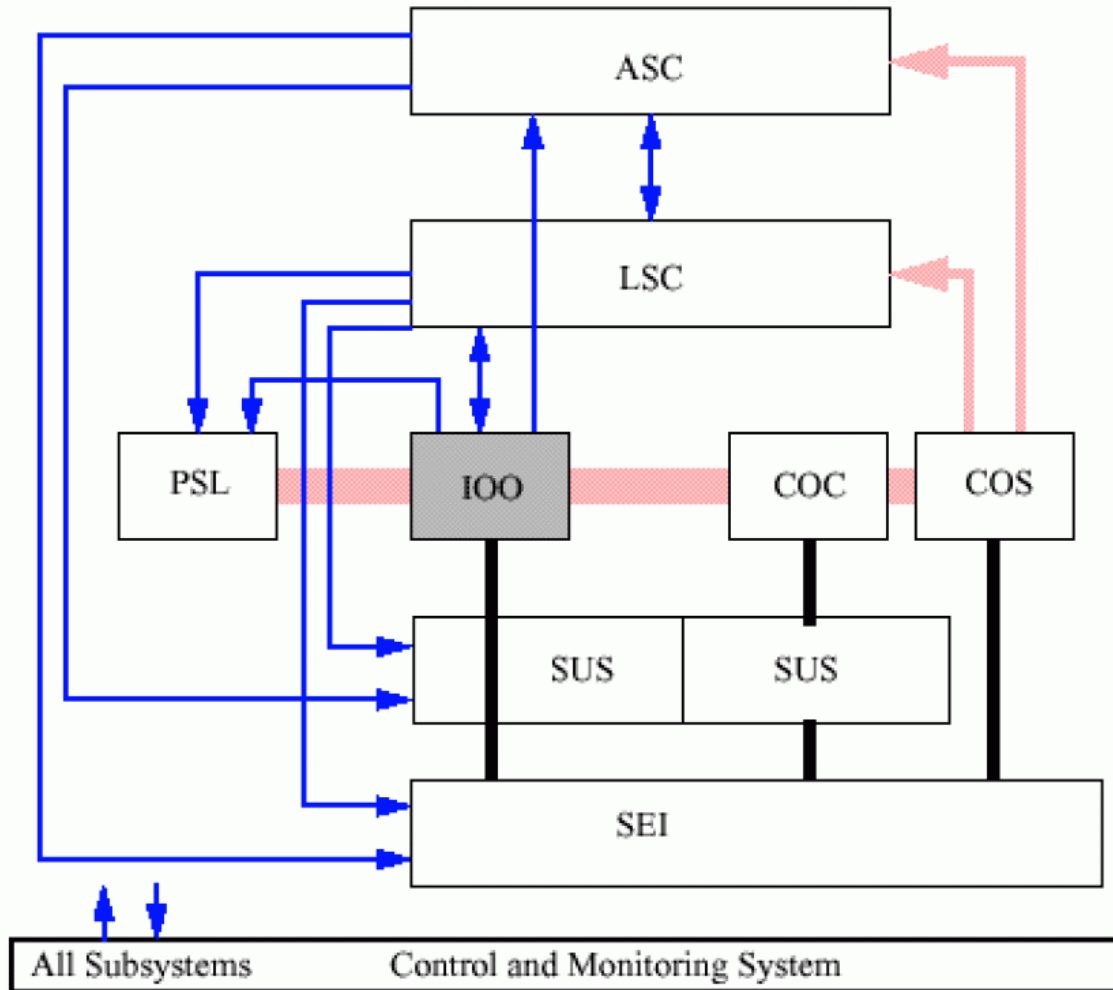 ASC
LSC
PSL
IOO
COC
COS
SUS
SUS
SEI
All Subsystems
Control and Monitoring System